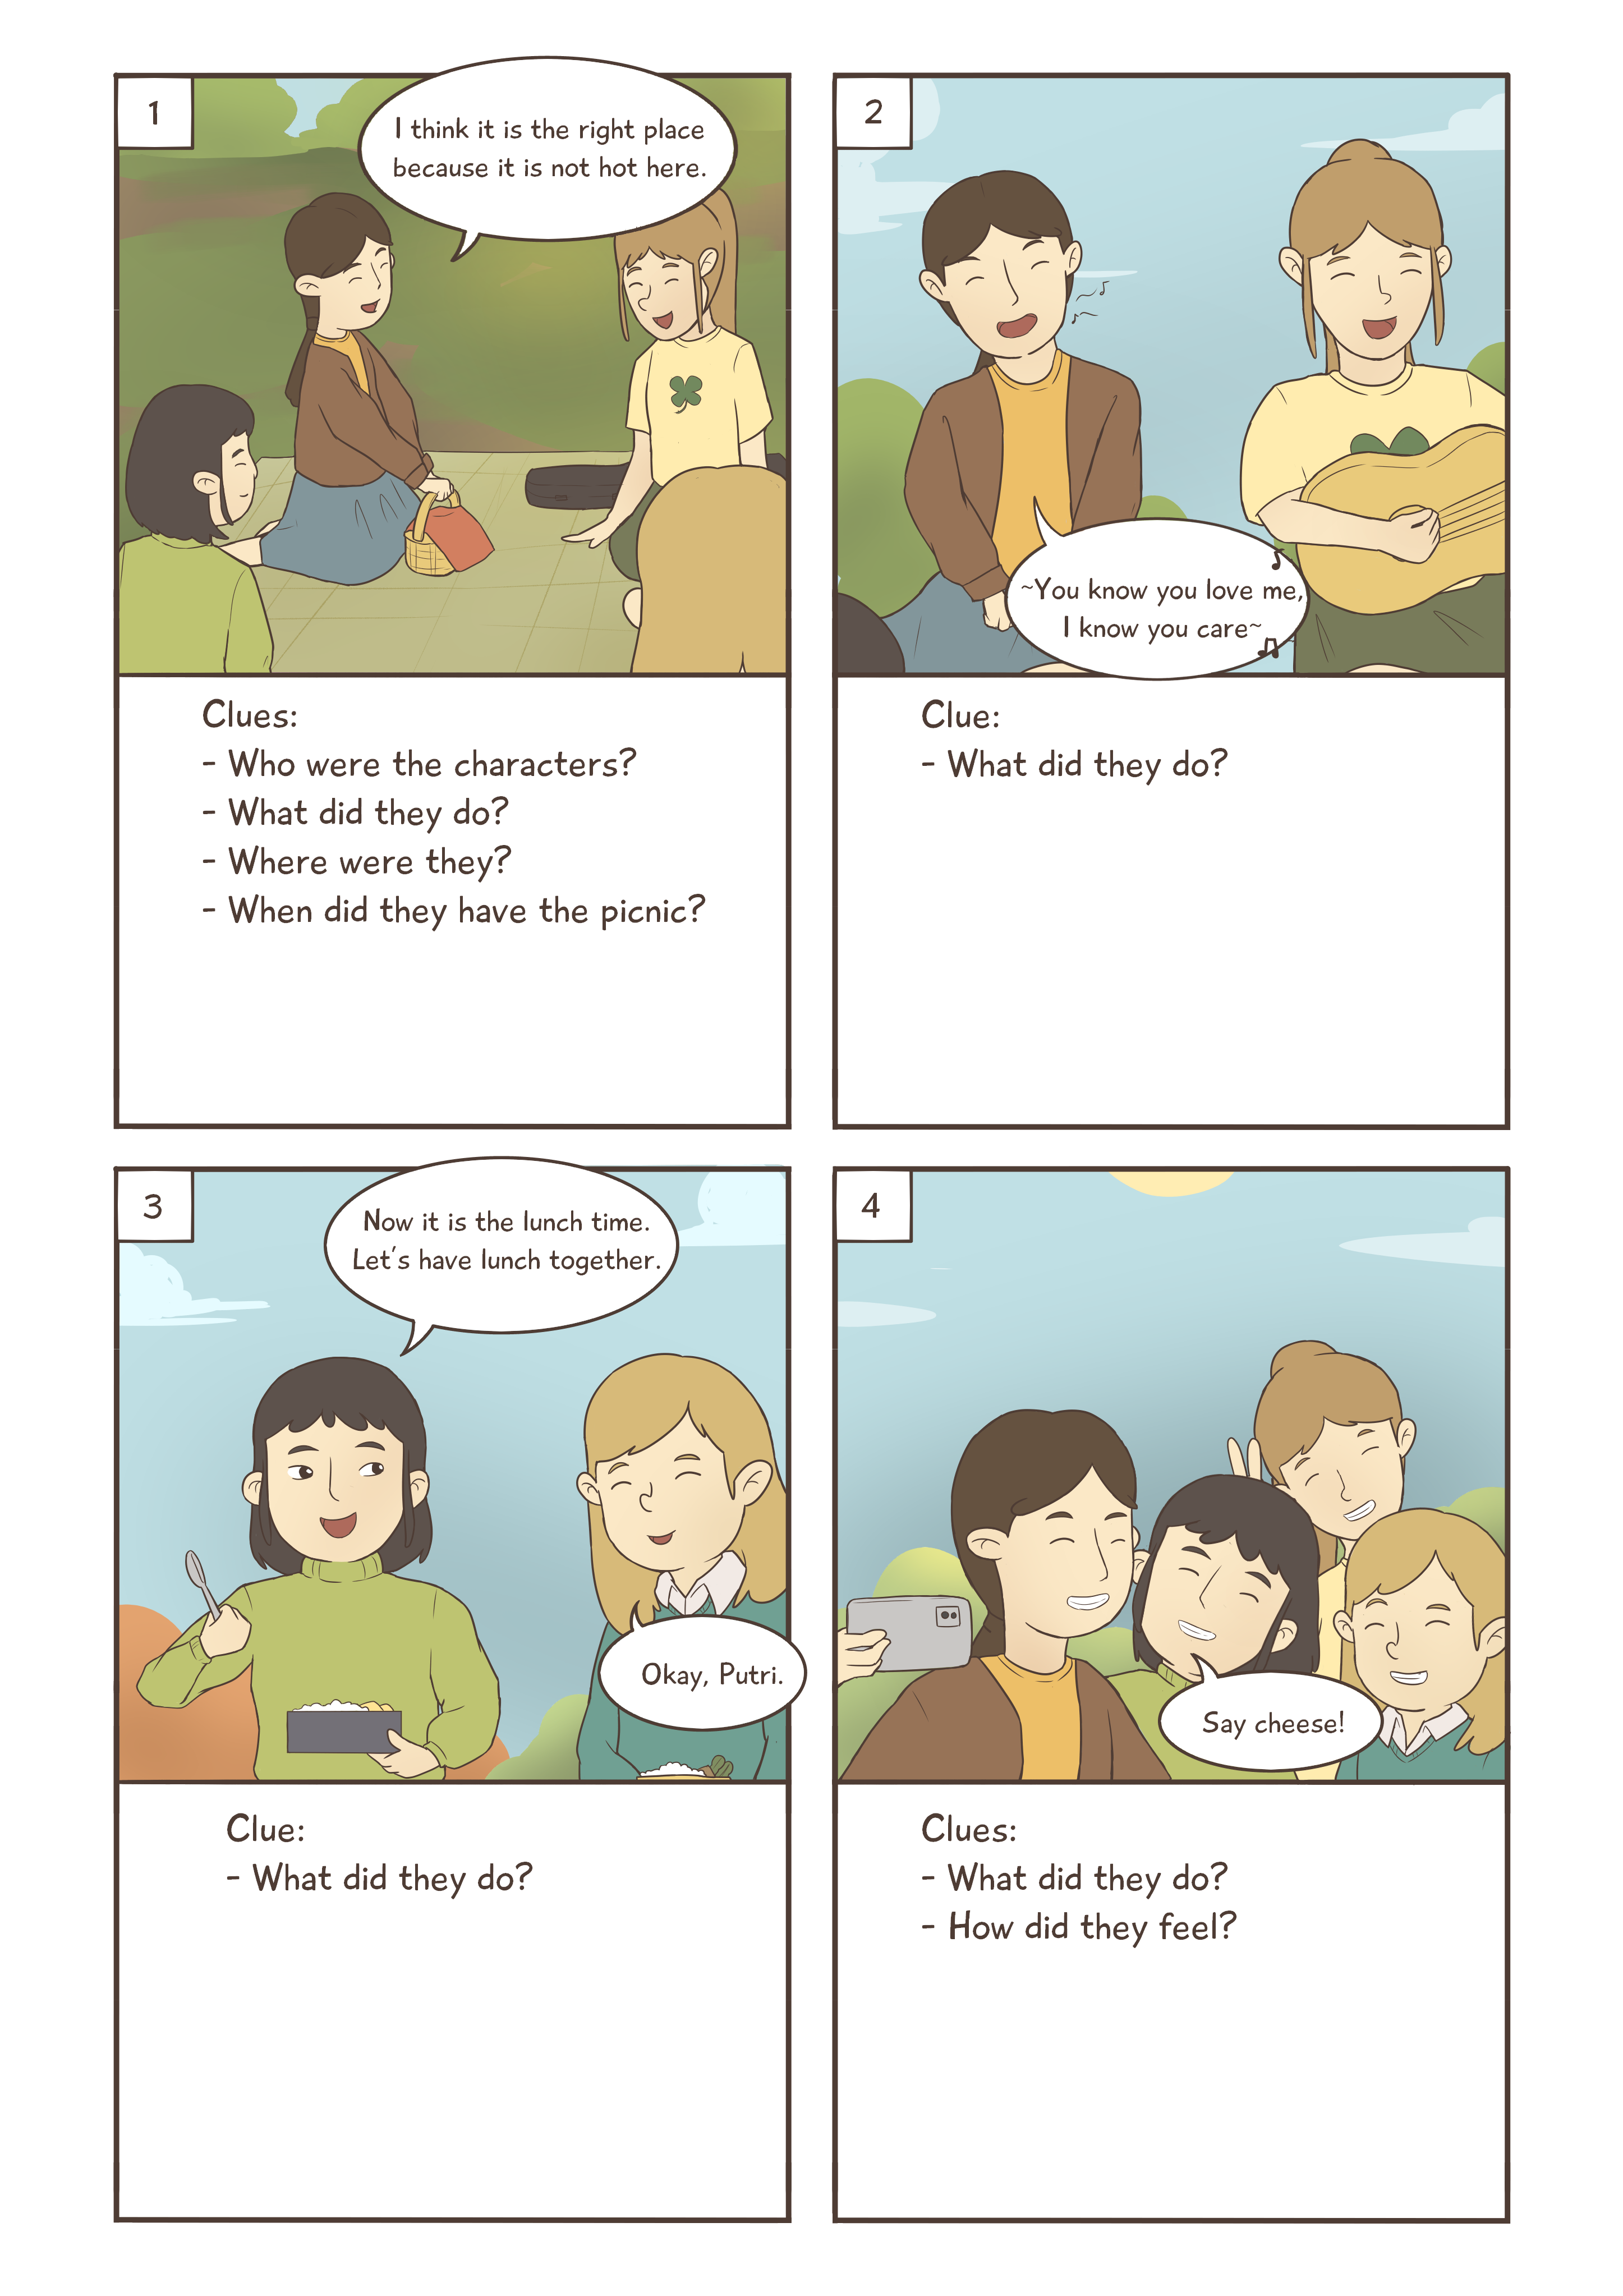 1
I think it is the right place
because it is not hot here.
Clues:
- Who were the characters?
- What did they do?
- Where were they?
- When did they have the picnic?
2
~You know you love me,
I know you care~
Clue:
- What did they do?
3
Now it is the lunch time.
Let's have lunch together.
Okay, Putri.
Clue:
- What did they do?
4
Say cheese!
Clues:
- What did they do?
- How did they feel?